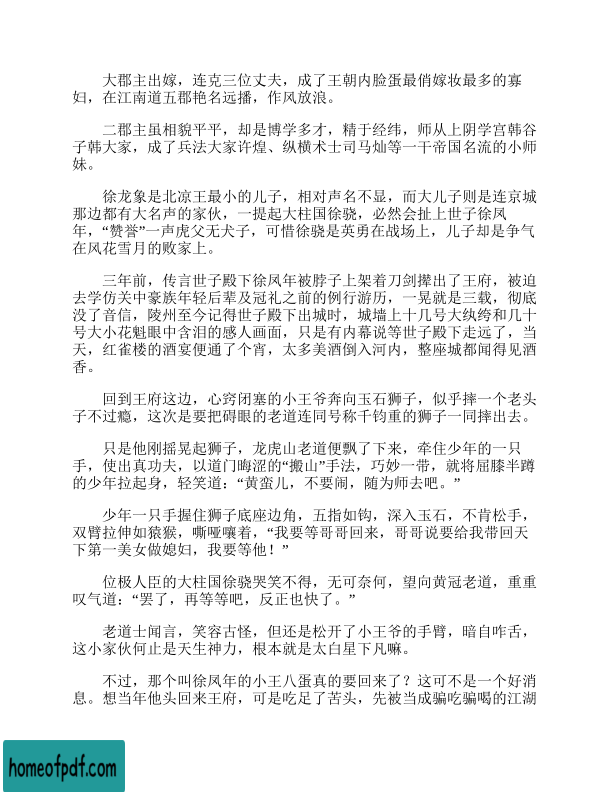 大郡主出嫁，连克三位丈夫，成了王朝内脸蛋最俏嫁妆最多的寡
妇，在江南道五郡艳名远播，作风放浪。
二郡主虽相貌平平，却是博学多才，精于经纬，师从上阴学宫韩谷
子韩大家，成了兵法大家许煌、纵横术士司马灿等一干帝国名流的小师
妹。
徐龙象是北凉王最小的儿子，相对声名不显，而大儿子则是连京城
那边都有大名声的家伙，一提起大柱国徐骁，必然会扯上世子徐凤
年，“赞誉”一声虎父无犬子，可惜徐骁是英勇在战场上，儿子却是争气
在风花雪月的败家上。
三年前，传言世子殿下徐凤年被脖子上架着刀剑撵出了王府，被迫
去学仿关中豪族年轻后辈及冠礼之前的例行游历，一晃就是三载，彻底
没了音信，陵州至今记得世子殿下出城时，城墙上十几号大纨绔和几十
号大小花魁眼中含泪的感人画面，只是有内幕说等世子殿下走远了，当
天，红雀楼的酒宴便通了个宵，太多美酒倒入河内，整座城都闻得见酒
香。
回到王府这边，心窍闭塞的小王爷奔向玉石狮子，似乎摔一个老头
子不过瘾，这次是要把碍眼的老道连同号称千钧重的狮子一同摔出去。
只是他刚摇晃起狮子，龙虎山老道便飘了下来，牵住少年的一只
手，使出真功夫，以道门晦涩的“搬山”手法，巧妙一带，就将屈膝半蹲
的少年拉起身，轻笑道：“黄蛮儿，不要闹，随为师去吧。”
少年一只手握住狮子底座边角，五指如钩，深入玉石，不肯松手，
双臂拉伸如猿猴，嘶哑嚷着，“我要等哥哥回来，哥哥说要给我带回天
下第一美女做媳妇，我要等他！”
位极人臣的大柱国徐骁哭笑不得，无可奈何，望向黄冠老道，重重
叹气道：“罢了，再等等吧，反正也快了。”
老道士闻言，笑容古怪，但还是松开了小王爷的手臂，暗自咋舌，
这小家伙何止是天生神力，根本就是太白星下凡嘛。
不过，那个叫徐凤年的小王八蛋真的要回来了？这可不是一个好消
息。想当年他头回来王府，可是吃足了苦头，先被当成骗吃骗喝的江湖
homeofpdf.com